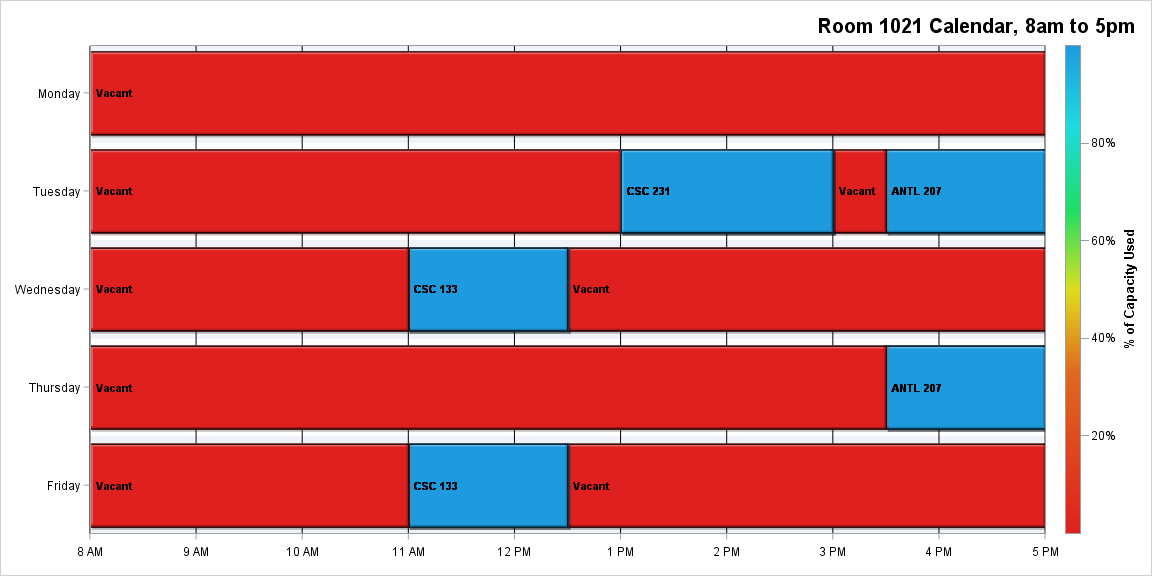 Room 1021 Calendar, 8am to 5pm
Monday
Vacant
Tuesday
Vacant
CSC 231
Vacant
ANTL 207
Wednesday
Vacant
CSC 133
Vacant
Thursday
Vacant
ANTL 207
Friday
Vacant
CSC 133
Vacant
8 AM
9 AM
10 AM
11 AM
12 PM
1 PM
2 PM
3 PM
4 PM
5 PM
80%
60%
40%
20%
% of Capacity Used